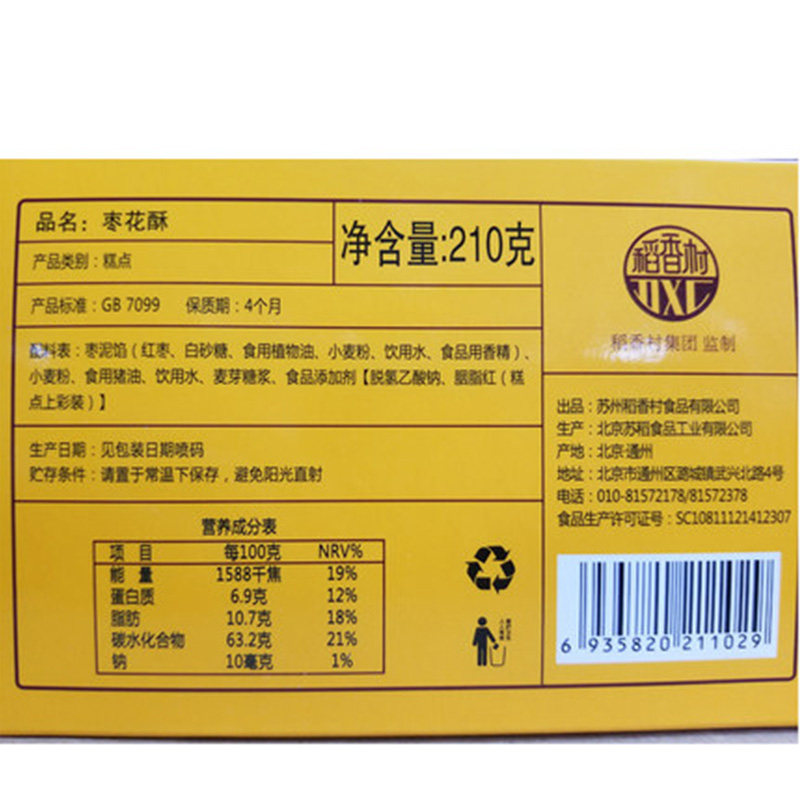 品名：枣花酥
净含量:210克
产品类别：糕点
产品标准：GB 7099 保质期：4个月
配料表：枣泥馅（红枣、白砂糖、食用植物油、小麦粉、饮用水、食品用香精）、
小麦粉、食用猪油、饮用水、麦芽糖浆、食品添加剂【脱氢乙酸钠、胭脂红（糕
点上彩装）】
生产日期：见包装日期喷码
贮存条件：请置于常温下保存，避免阳光直射
营养成分表
项 目 每100克 NRV%
能 量 1588千焦 19%
蛋白质 6.9克 12%
脂肪 10.7克 18%
碳水化合物 63.2克 21%
钠 10毫克 1%
稻香村
DXC
稻香村集团 监制
出品：苏州稻香村食品有限公司
生产：北京苏稻食品工业有限公司
产地：北京·通州
地址：北京市通州区潞城镇武兴北路4号
电话：010-81572178/81572378
食品生产许可证号：SC10811121412307
6 935820 211029